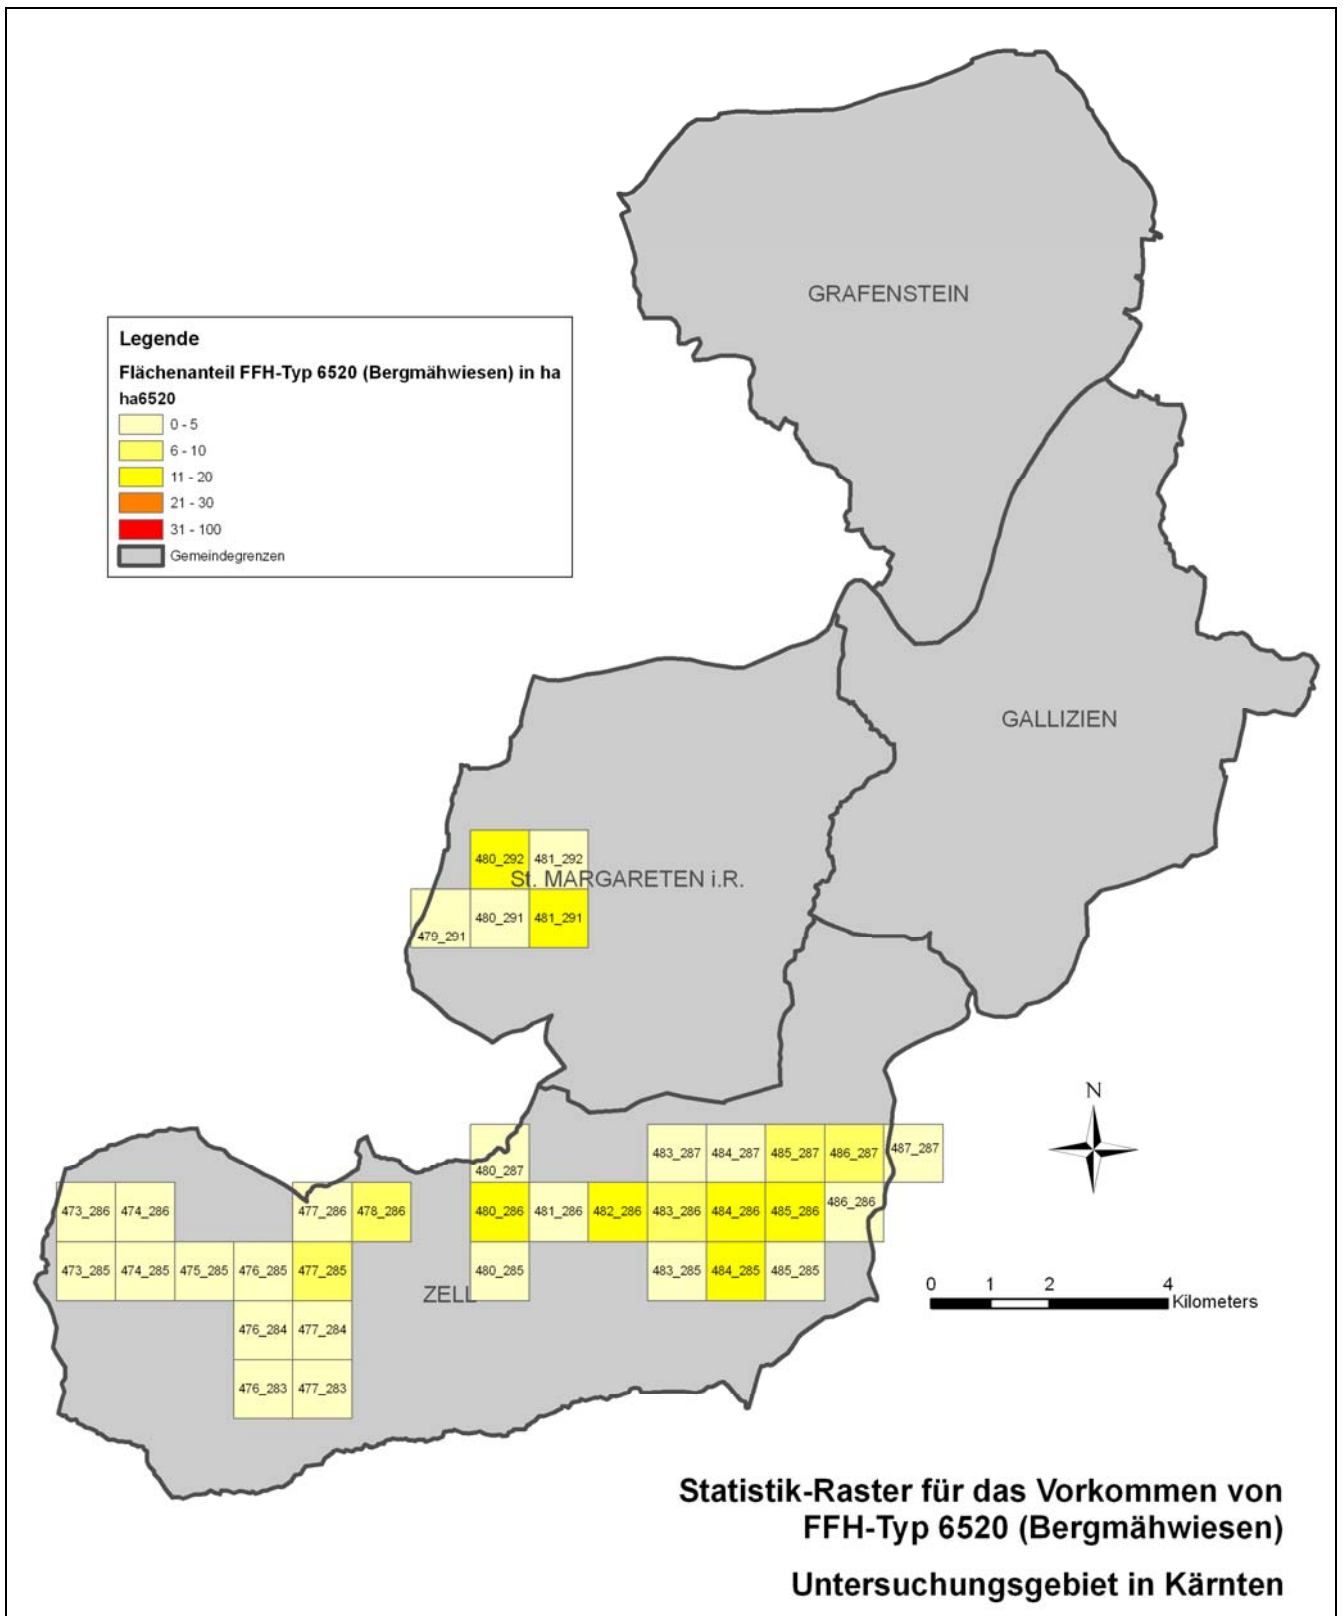 GRAFENSTEIN
Legende
Flächenanteil FFH-Typ 6520 (Bergmähwiesen) in ha
ha6520
0 - 5
6 - 10
11 - 20
21 - 30
31 - 100
Gemeindegrenzen
GALLIZIEN
480_292 481_292
St. MARGARETEN i.R.
479_291 480_291 481_291
N
480_287 483_287 484_287 485_287 486_287 487_287
473_286 474_286 477_286 478_286 480_286 481_286 482_286 483_286 484_286 485_286 486_286
473_285 474_285 475_285 476_285 477_285 480_285 483_285 484_285 485_285
ZELL
0 1 2 4
Kilometers
476_284 477_284
476_283 477_283
Statistik-Raster für das Vorkommen von
FFH-Typ 6520 (Bergmähwiesen)
Untersuchungsgebiet in Kärnten